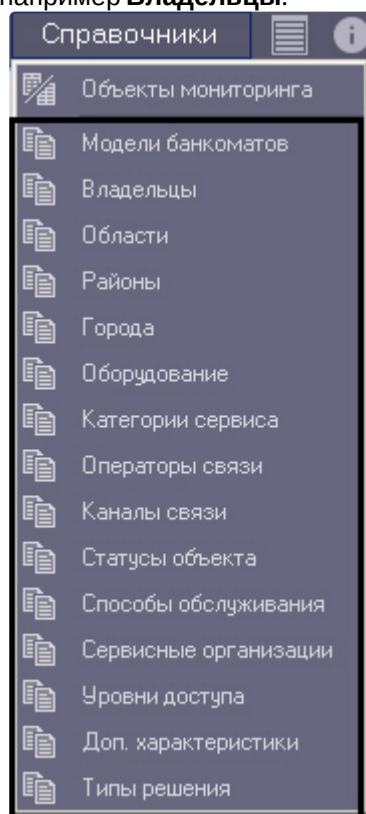 например Владельцы.
Справочники
Объекты мониторинга
Модели банкоматов
Владельцы
Области
Районы
Города
Оборудование
Категории сервиса
Операторы связи
Каналы связи
Статусы объекта
Способы обслуживания
Сервисные организации
Уровни доступа
Доп. характеристики
Типы решения